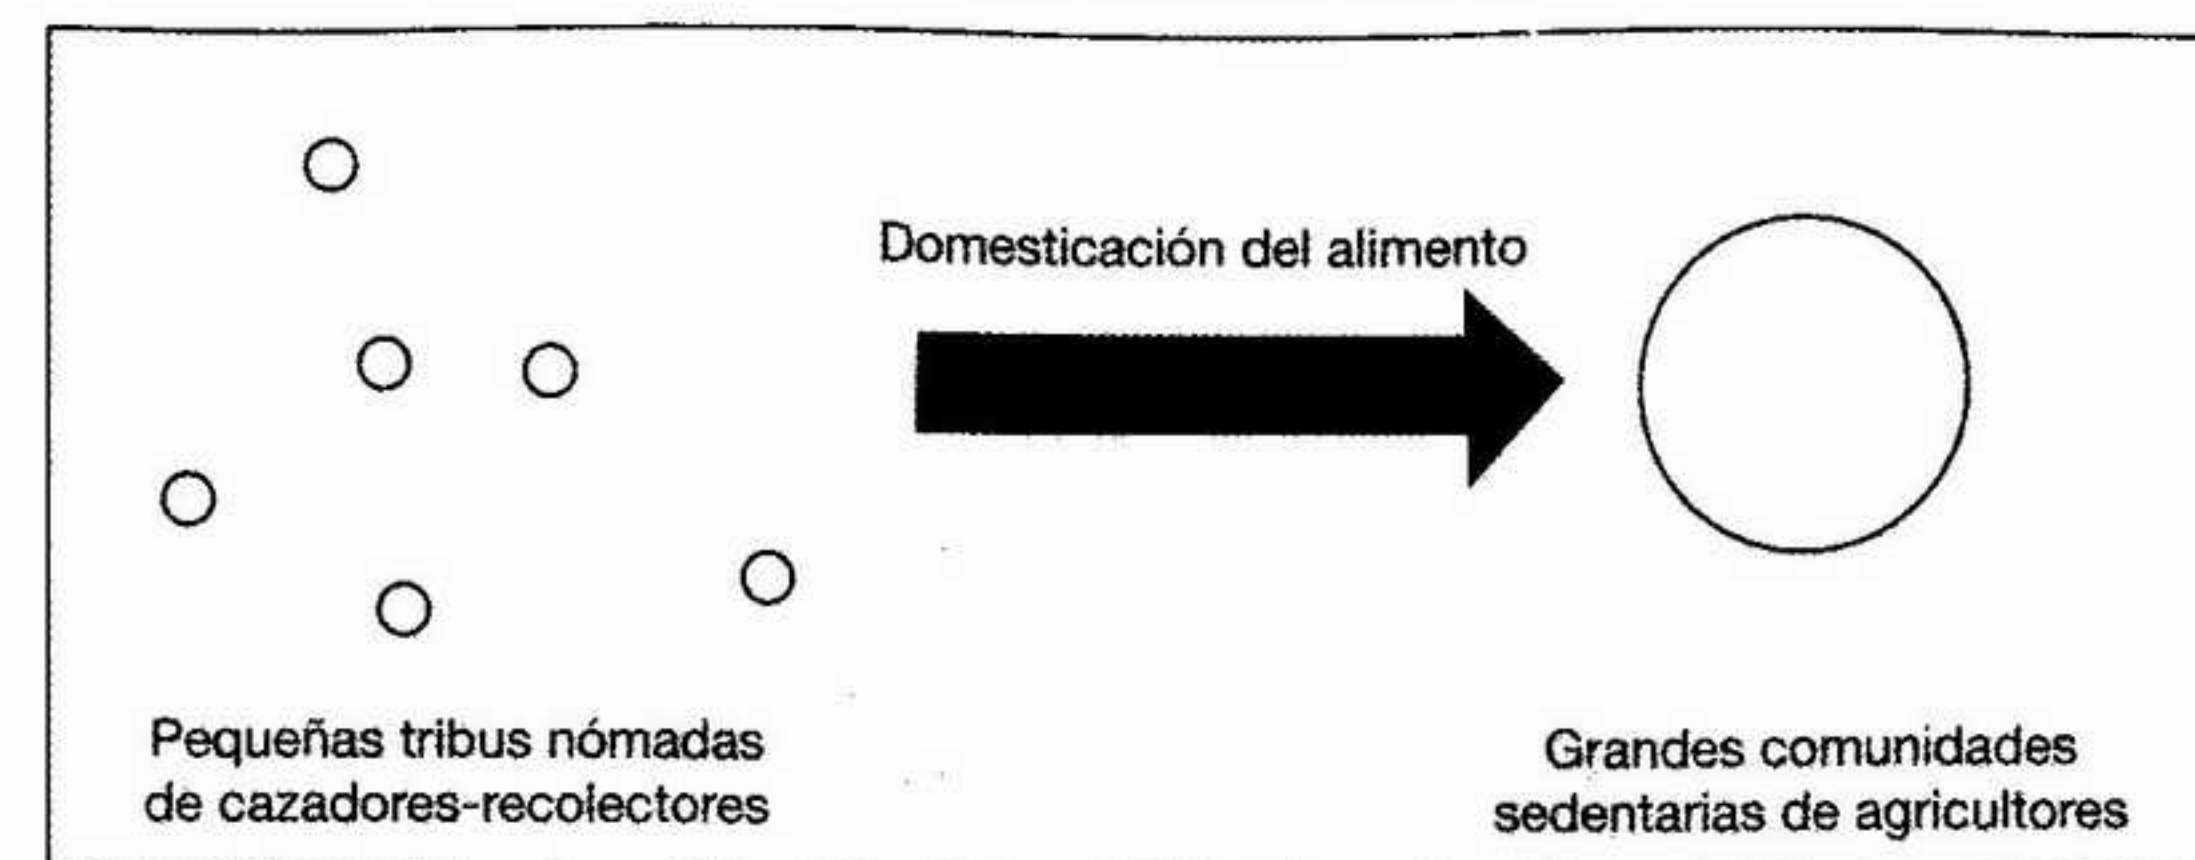 Domesticación del alimento
Pequeñas tribus nómadas
de cazadores-recolectores
Grandes comunidades
sedentarias de agricultores